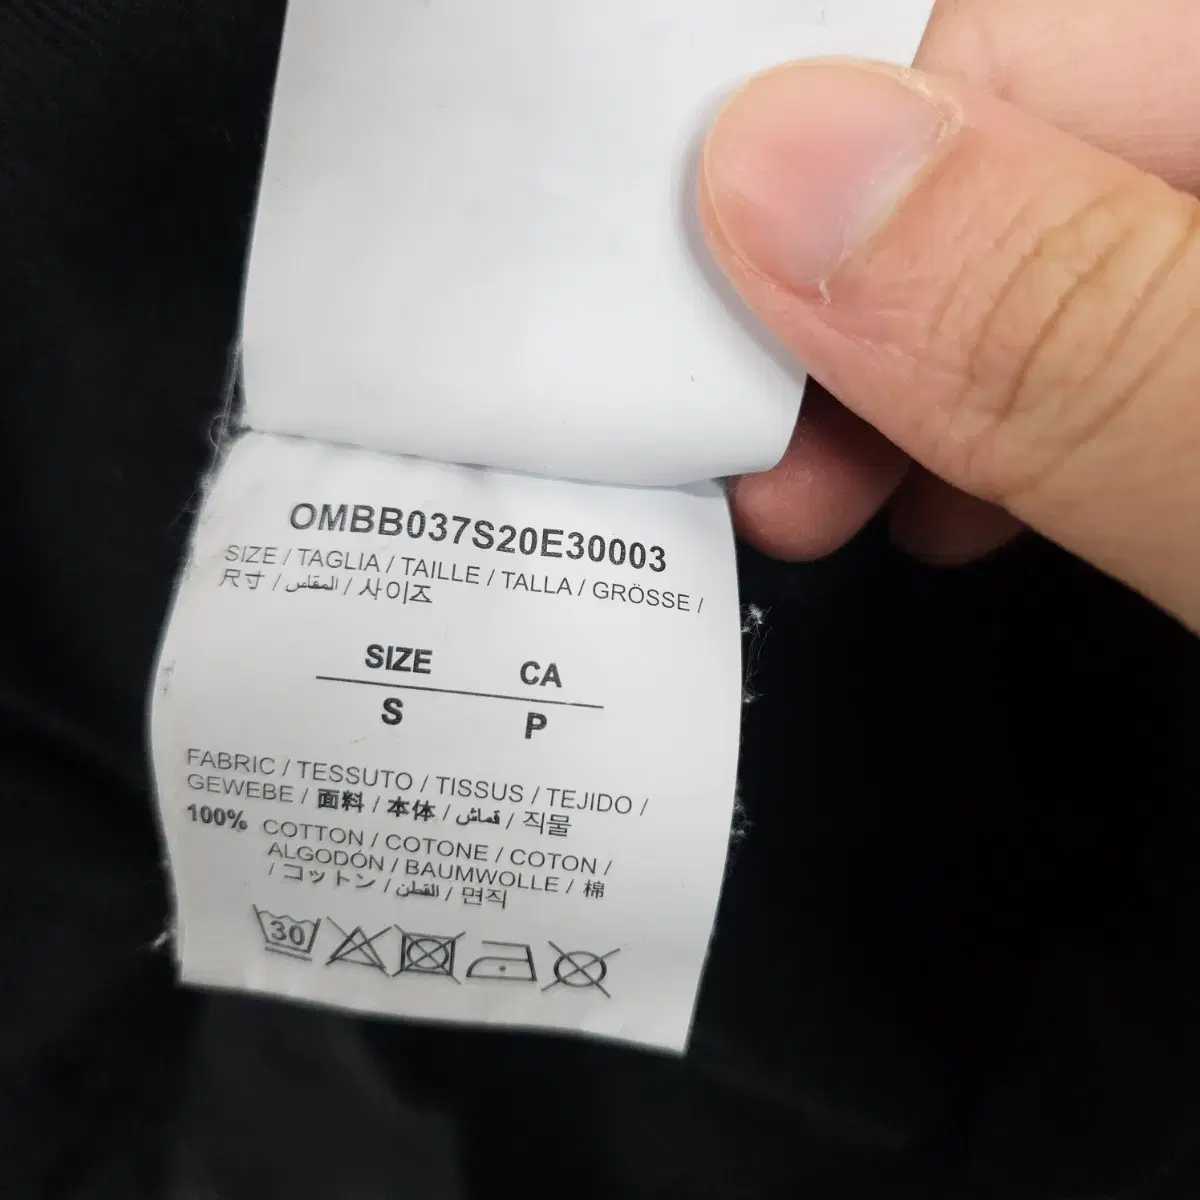 OMBB037S20E30003
SIZE / TAGLIA / TAILLE / TALLA / GRÖSSE /
尺寸 / المقاس / 사이즈
SIZE CA
S P
FABRIC / TESSUTO / TISSUS / TEJIDO /
GEWEBE / 面料 / 本体 / قماش / 직물
100% COTTON / COTONE / COTON /
ALGODÓN / BAUMWOLLE / 棉
/ コットン / القطن / 면직
30